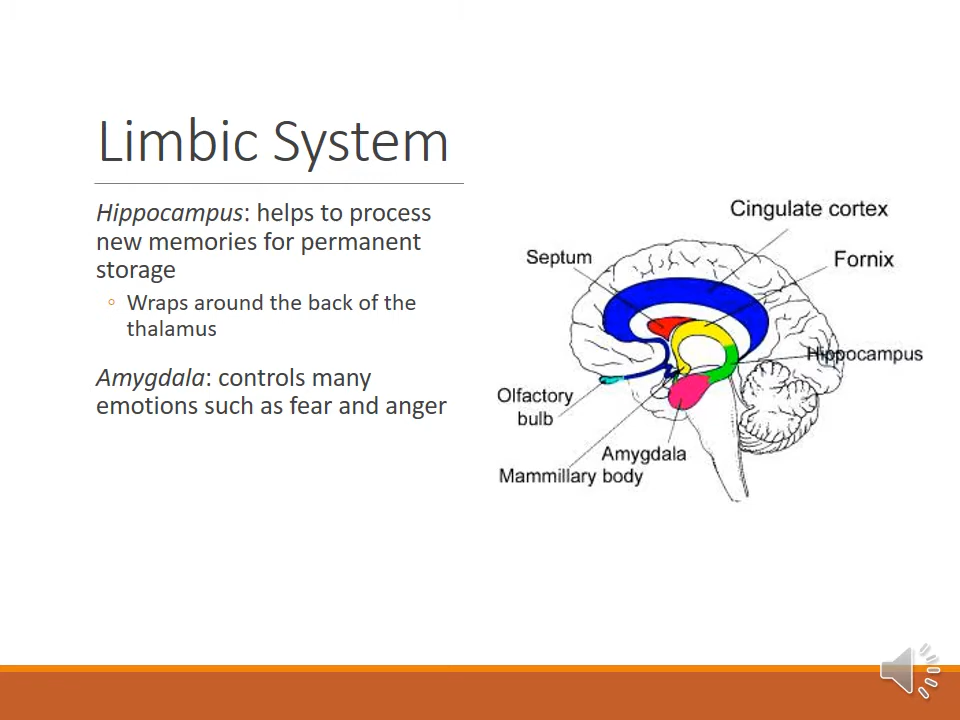 Limbic System
Hippocampus: helps to process
new memories for permanent
storage
◦ Wraps around the back of the
thalamus
Amygdala: controls many
emotions such as fear and anger
Cingulate cortex
Septum
Fornix
Hippocampus
Olfactory
bulb
Amygdala
Mammillary body